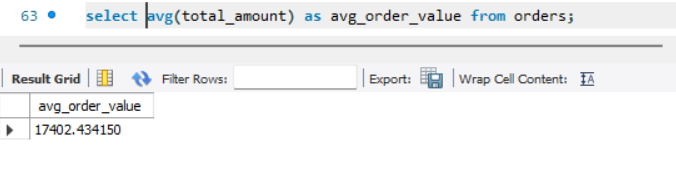 63 select avg(total_amount) as avg_order_value from orders;
Result Grid Filter Rows: Export: Wrap Cell Content: IA
avg_order_value
17402.434150